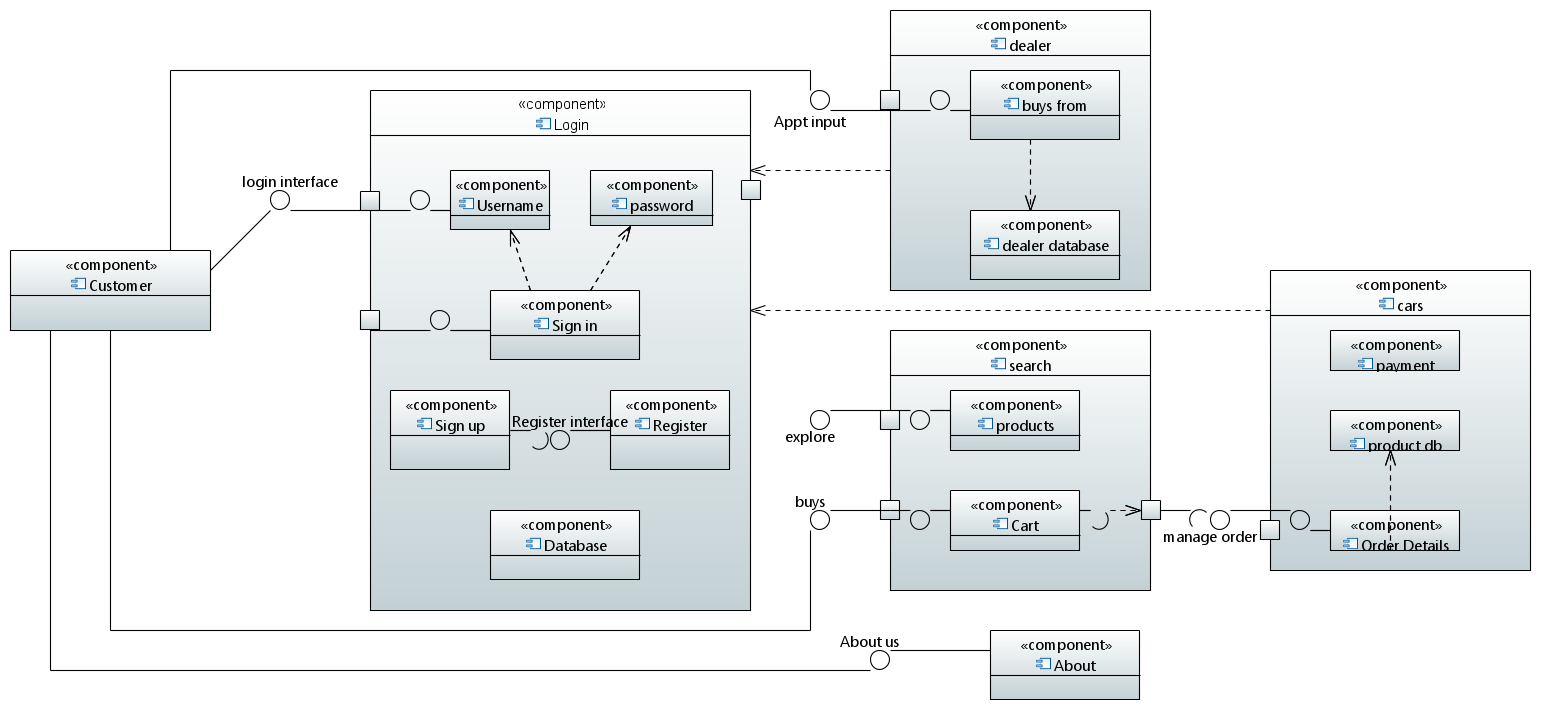 «component»
dealer
«component»
buys from
Appt input
«component»
Login
login interface
«component»
Username
«component»
password
«component»
dealer database
«component»
Customer
«component»
Sign in
«component»
cars
«component»
payment
«component»
search
«component»
Sign up
Register interface
«component»
Register
explore
«component»
products
«component»
product db
buys
«component»
Cart
manage order
«component»
Order Details
«component»
Database
About us
«component»
About